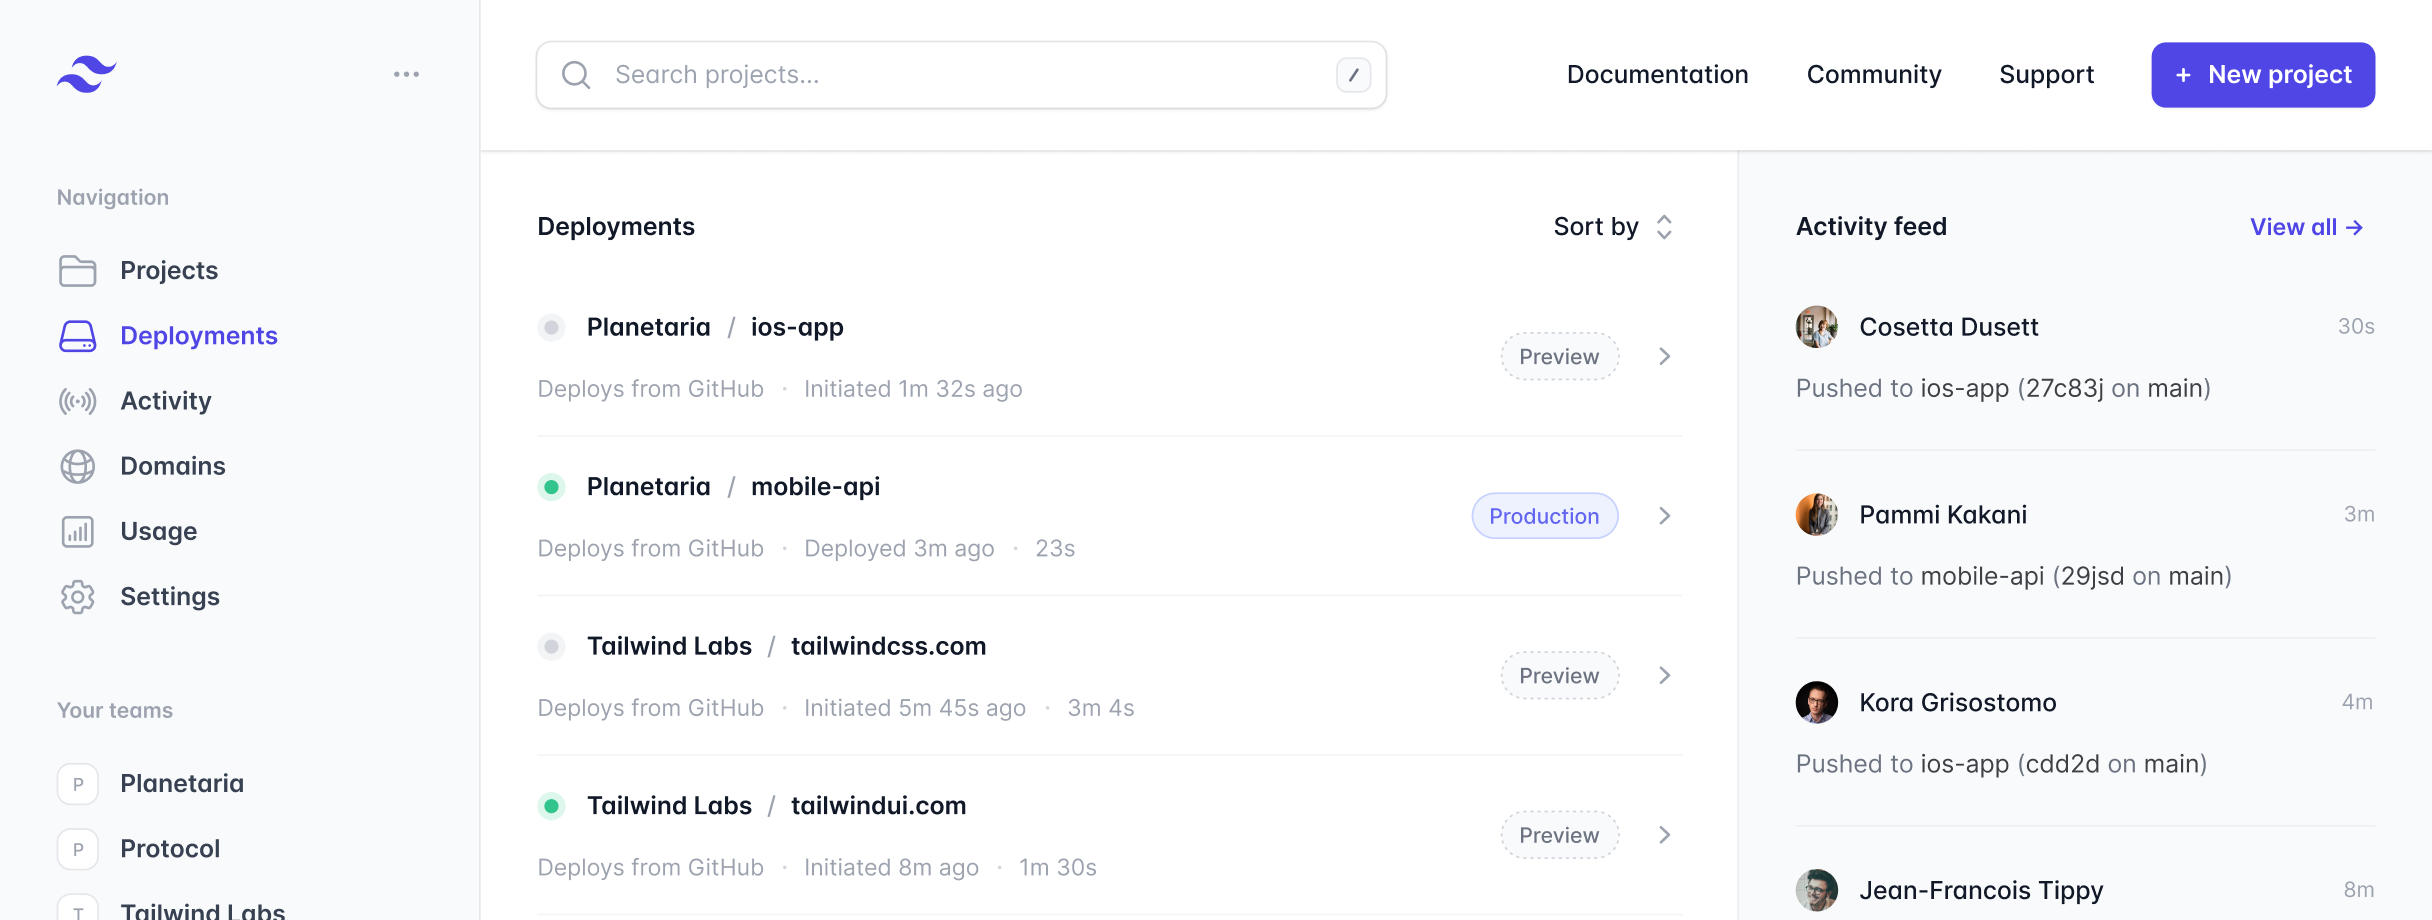 Search projects...
/
Documentation
Community
Support
+ New project
Navigation
Projects
Deployments
Activity
Domains
Usage
Settings
Your teams
P Planetaria
P Protocol
T Tailwind Labs
Deployments
Sort by
Planetaria / ios-app
Deploys from GitHub · Initiated 1m 32s ago
Preview
Planetaria / mobile-api
Deploys from GitHub · Deployed 3m ago · 23s
Production
Tailwind Labs / tailwindcss.com
Deploys from GitHub · Initiated 5m 45s ago · 3m 4s
Preview
Tailwind Labs / tailwindui.com
Deploys from GitHub · Initiated 8m ago · 1m 30s
Preview
Activity feed
View all →
Cosetta Dusett 30s
Pushed to ios-app (27c83j on main)
Pammi Kakani 3m
Pushed to mobile-api (29jsd on main)
Kora Grisostomo 4m
Pushed to ios-app (cdd2d on main)
Jean-Francois Tippy 8m